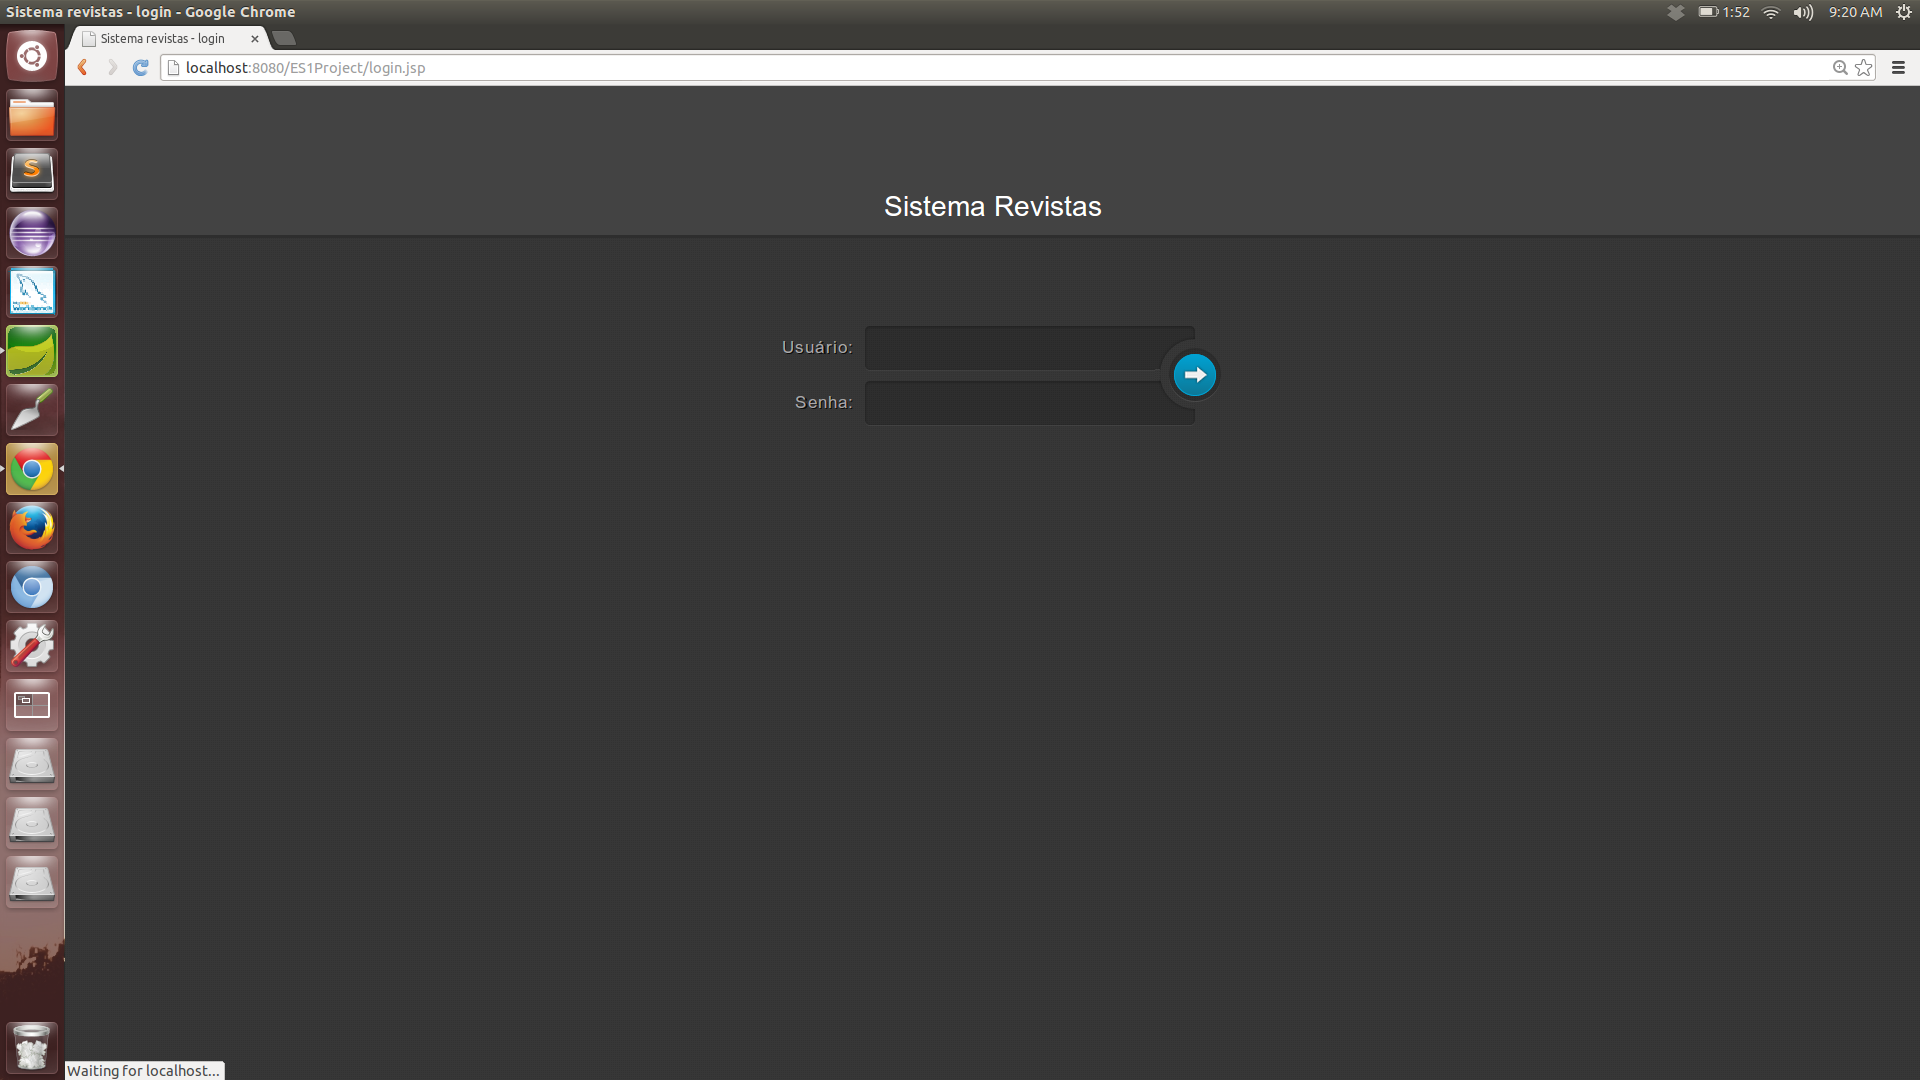 Sistema revistas - login - Google Chrome
1:52
9:20 AM
Sistema revistas - login
localhost:8080/ES1Project/login.jsp
Sistema Revistas
Usuário:
Senha:
Waiting for localhost...